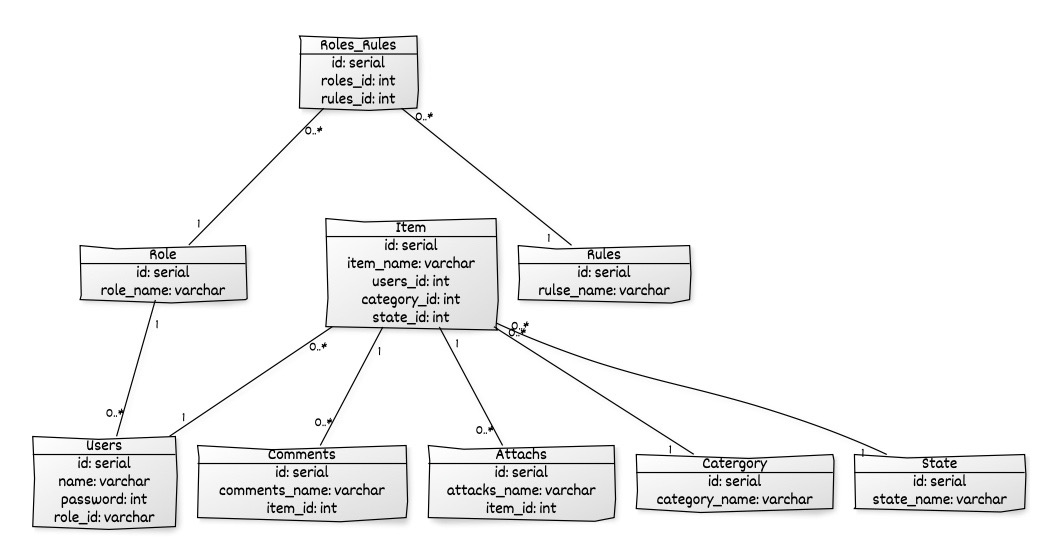 Roles_Rules
id: serial
roles_id: int
rules_id: int
0..*
0..*
1
1
Role
id: serial
role_name: varchar
Item
id: serial
item_name: varchar
users_id: int
category_id: int
state_id: int
Rules
id: serial
rulse_name: varchar
1
0..*
0..*
1
0..*
1
1
0..*
0..*
0..*
1
1
Users
id: serial
name: varchar
password: int
role_id: varchar
Comments
id: serial
comments_name: varchar
item_id: int
Attachs
id: serial
attacks_name: varchar
item_id: int
Catergory
id: serial
category_name: varchar
State
id: serial
state_name: varchar